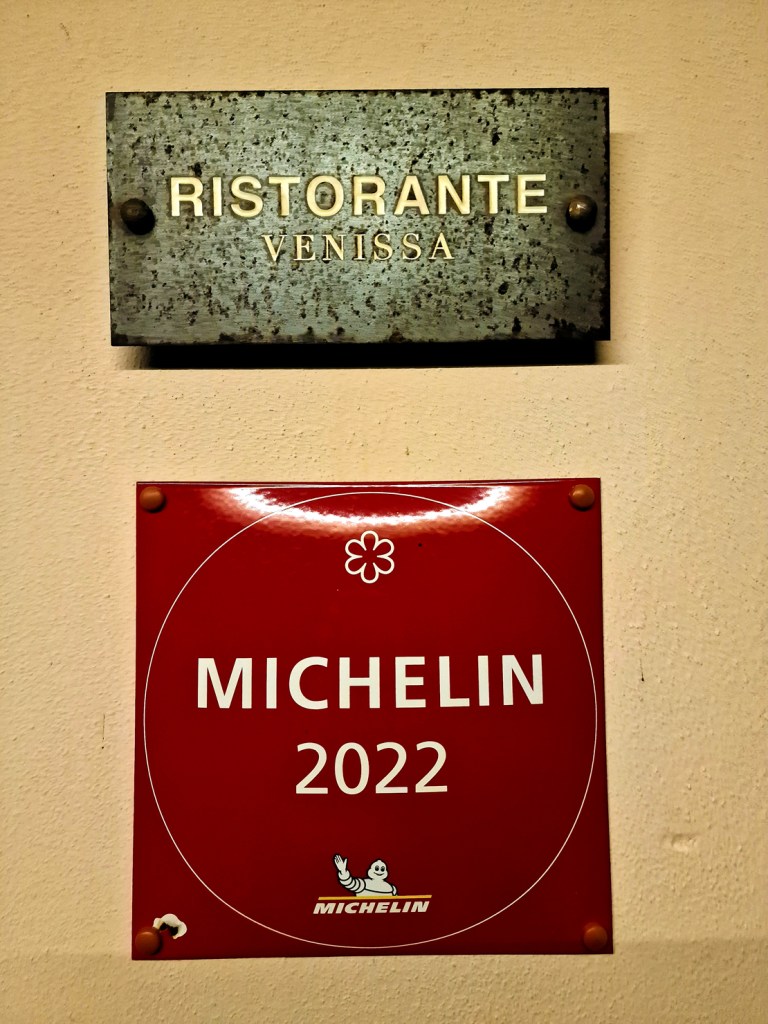 RISTORANTE
VENISSA
MICHELIN
2022
MICHELIN